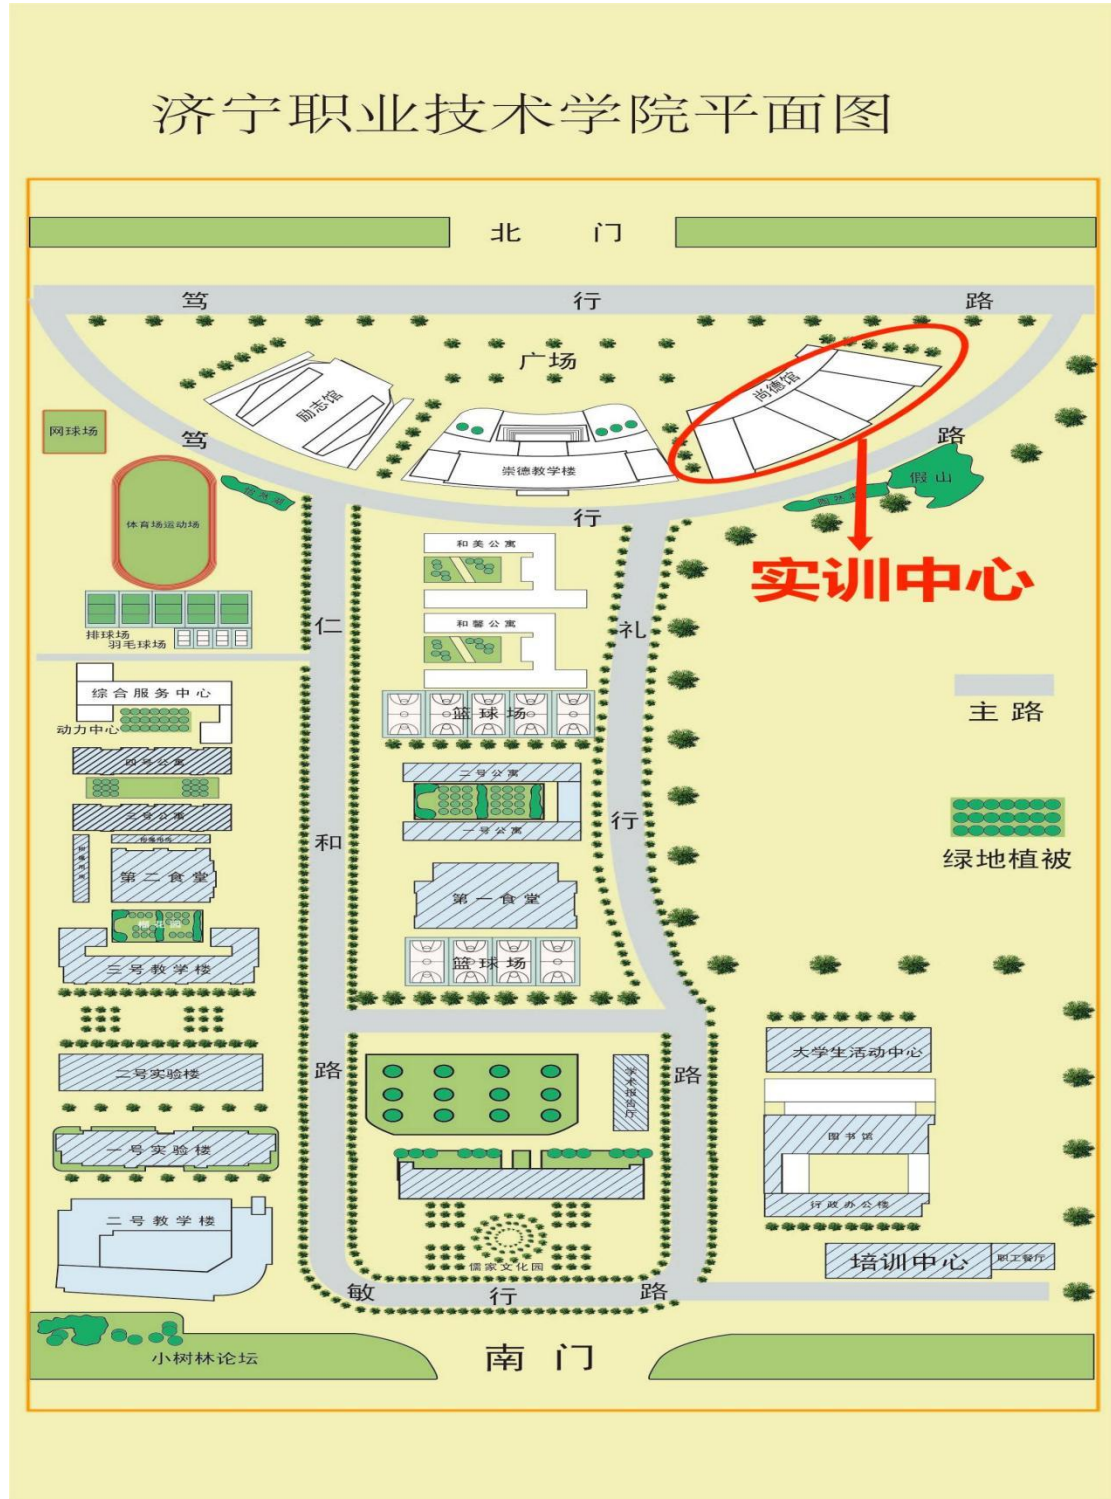 济宁职业技术学院平面图
北 门
笃 行 路
广场
励志馆
尚德馆
崇德教学楼
网球场
笃 行 路
假山
体育场运动场
实训中心
和美公寓
和馨公寓
仁 和 路
礼 行 路
排球场
羽毛球场
篮球场
综合服务中心
动力中心
主路
四号公寓
二号公寓
三号公寓
一号公寓
绿地植被
第二食堂
第一食堂
篮球场
三号教学楼
大学生活动中心
二号实验楼
学术报告厅
图书馆
一号实验楼
行政办公楼
二号教学楼
培训中心
职工餐厅
儒家文化园
敏 行 路
小树林论坛
南 门